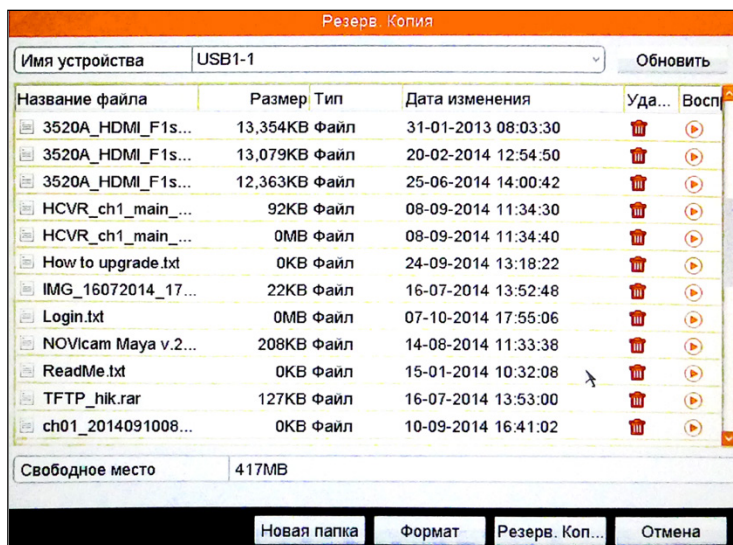 Резерв. Копия
Имя устройства USB1-1 Обновить
Название файла Размер Тип Дата изменения Уда... Восп
3520A_HDMI_F1s... 13,354KB Файл 31-01-2013 08:03:30
3520A_HDMI_F1s... 13,079KB Файл 20-02-2014 12:54:50
3520A_HDMI_F1s... 12,363KB Файл 25-06-2014 14:00:42
HCVR_ch1_main_... 92KB Файл 08-09-2014 11:34:30
HCVR_ch1_main_... 0MB Файл 08-09-2014 11:34:40
How to upgrade.txt 0KB Файл 24-09-2014 13:18:22
IMG_16072014_17... 22KB Файл 16-07-2014 13:52:48
Login.txt 0MB Файл 07-10-2014 17:55:06
NOVIcam Maya v.2... 208KB Файл 14-08-2014 11:33:38
ReadMe.txt 0KB Файл 15-01-2014 10:32:08
TFTP_hik.rar 127KB Файл 16-07-2014 13:53:00
ch01_2014091008... 0KB Файл 10-09-2014 16:41:02
Свободное место 417MB
Новая папка Формат Резерв. Коп... Отмена